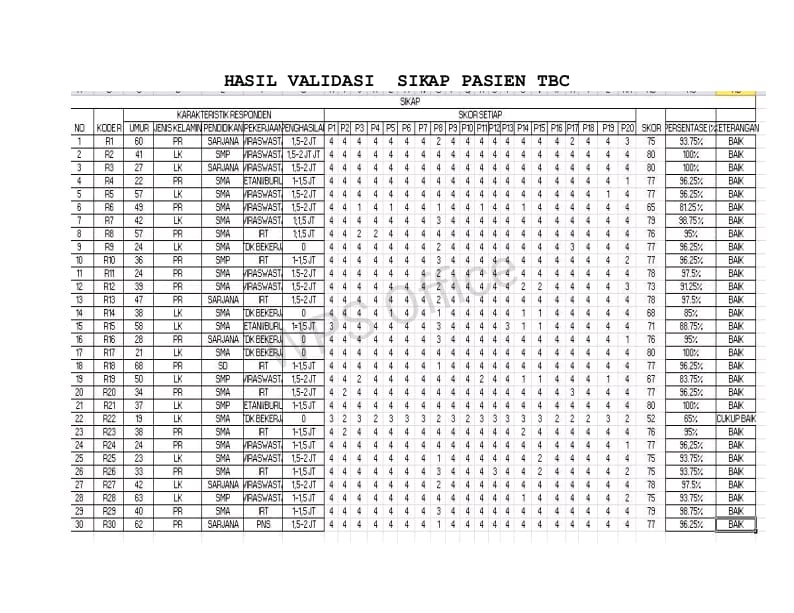 HASIL VALIDASI SIKAP PASIEN TBC
SIKAP
KARAKTERISTIK RESPONDEN SKOR SETIAP
NO KODE R UMUR JENIS KELAMIN PENDIDIKAN PEKERJAAN PENGHASILA P1 P2 P3 P4 P5 P6 P7 P8 P9 P10 P11 P12 P13 P14 P15 P16 P17 P18 P19 P20 SKOR PERSENTASE (% KETERANGAN
1 R1 60 PR SARJANA WIRASWAST 1,5-2 JT 4 4 4 4 4 4 4 2 4 4 4 4 4 4 4 4 2 4 4 3 75 93.75% BAIK
2 R2 41 LK SMP WIRASWAST 1,5-2 JT JT 4 4 4 4 4 4 4 4 4 4 4 4 4 4 4 4 4 4 4 4 80 100% BAIK
3 R3 27 LK SARJANA WIRASWAST 1,5-2 JT 4 4 4 4 4 4 4 4 4 4 4 4 4 4 4 4 4 4 4 4 80 100% BAIK
4 R4 22 PR SMA ETANI/BURL 1-1,5 JT 4 4 4 4 4 4 4 4 4 4 4 4 4 4 4 4 4 4 4 1 77 96.25% BAIK
5 R5 57 LK SMA WIRASWAST 1,5-2 JT 4 4 4 4 4 4 4 4 4 4 4 4 4 4 4 4 4 4 1 4 77 96.25% BAIK
6 R6 49 PR SMA WIRASWAST 1,5-2 JT 4 4 1 4 1 4 4 1 4 4 1 4 4 1 4 4 4 4 4 4 65 81.25% BAIK
7 R7 42 LK SMP WIRASWAST 1;1,5 JT 4 4 4 4 4 4 4 3 4 4 4 4 4 4 4 4 4 4 4 4 79 98.75% BAIK
8 R8 57 PR SMA IRT 1;1,5 JT 4 4 2 2 4 4 4 4 4 4 4 4 4 4 4 4 4 4 4 4 76 95% BAIK
9 R9 24 LK SMA DK BEKERJ 0 4 4 4 4 4 4 4 2 4 4 4 4 4 4 4 4 3 4 4 4 77 96.25% BAIK
10 R10 36 PR SMP IRT 1-1,5 JT 4 4 4 4 4 4 4 3 4 4 4 4 4 4 4 4 4 4 4 2 77 96.25% BAIK
11 R11 24 PR SMA WIRASWAST 1,5-2 JT 4 4 4 4 4 4 4 2 4 4 4 4 4 4 4 4 4 4 4 4 78 97.5% BAIK
12 R12 39 PR SMA WIRASWAST 1,5-2 JT 4 4 4 4 4 4 4 2 4 4 4 4 4 2 2 4 4 4 4 3 73 91.25% BAIK
13 R13 47 PR SARJANA IRT 1,5-2 JT 4 4 4 4 4 4 4 2 4 4 4 4 4 4 4 4 4 4 4 4 78 97.5% BAIK
14 R14 38 LK SMA DK BEKERJ 0 4 4 4 4 4 4 4 1 4 4 4 4 4 1 1 4 4 1 4 4 68 85% BAIK
15 R15 58 LK SMA ETANI/BURL 1-1,5 JT 3 4 4 4 4 4 4 3 4 4 4 4 3 1 1 4 4 4 4 4 71 88.75% BAIK
16 R16 28 PR SARJANA DK BEKERJ 0 4 4 4 4 4 4 4 3 4 4 4 4 4 4 4 4 4 4 4 1 76 95% BAIK
17 R17 21 LK SMA DK BEKERJ 0 4 4 4 4 4 4 4 4 4 4 4 4 4 4 4 4 4 4 4 4 80 100% BAIK
18 R18 68 PR SD IRT 1-1,5 JT 4 4 4 4 4 4 4 1 4 4 4 4 4 4 4 4 4 4 4 4 77 96.25% BAIK
19 R19 50 LK SMP WIRASWAST 1,5-2 JT 4 4 2 4 4 4 4 4 4 4 2 4 4 1 1 4 4 1 4 4 67 83.75% BAIK
20 R20 34 PR SMA IRT 1,5-2 JT 4 2 4 4 4 4 4 4 4 4 4 4 4 4 4 4 3 4 4 4 77 96.25% BAIK
21 R21 37 LK SMP ETANI/BURL 1-1,5 JT 4 4 4 4 4 4 4 4 4 4 4 4 4 4 4 4 4 4 4 4 80 100% BAIK
22 R22 19 LK SMA DK BEKERJ 0 3 2 3 2 3 3 3 2 3 3 2 3 3 3 3 2 2 2 3 2 52 65% CUKUP BAIK
23 R23 38 PR SMA IRT 1-1,5 JT 4 2 4 4 4 4 4 4 4 4 4 4 4 2 4 4 4 4 4 4 76 95% BAIK
24 R24 24 PR SMA WIRASWAST 1-1,5 JT 4 4 4 4 4 4 4 4 4 4 4 4 4 4 4 4 4 4 4 1 77 96,25% BAIK
25 R25 23 LK SMA WIRASWAST 1,5-2 JT 4 4 4 4 4 4 4 1 4 4 4 4 4 4 2 4 4 4 4 4 75 93.75% BAIK
26 R26 33 PR SMA IRT 1-1,5 JT 4 4 4 4 4 4 4 2 4 4 4 3 4 4 2 4 4 4 4 4 75 93.75% BAIK
27 R27 42 LK SARJANA WIRASWAST 1,5-2 JT 4 4 4 4 4 4 4 2 4 4 4 4 4 4 4 4 4 4 4 4 78 97.5% BAIK
28 R28 63 LK SMP WIRASWAST 1-1,5 JT 4 4 4 4 4 4 4 4 4 4 4 4 4 1 4 4 4 4 4 2 75 93.75% BAIK
29 R29 40 PR SMA IRT 1-1,5 JT 4 4 4 4 4 4 4 3 4 4 4 4 4 4 4 4 4 4 4 4 79 98.75% BAIK
30 R30 62 PR SARJANA PNS 1,5-2 JT 4 4 4 4 4 4 4 1 4 4 4 4 4 4 4 4 4 4 4 4 77 96.25% BAIK
WPS Office